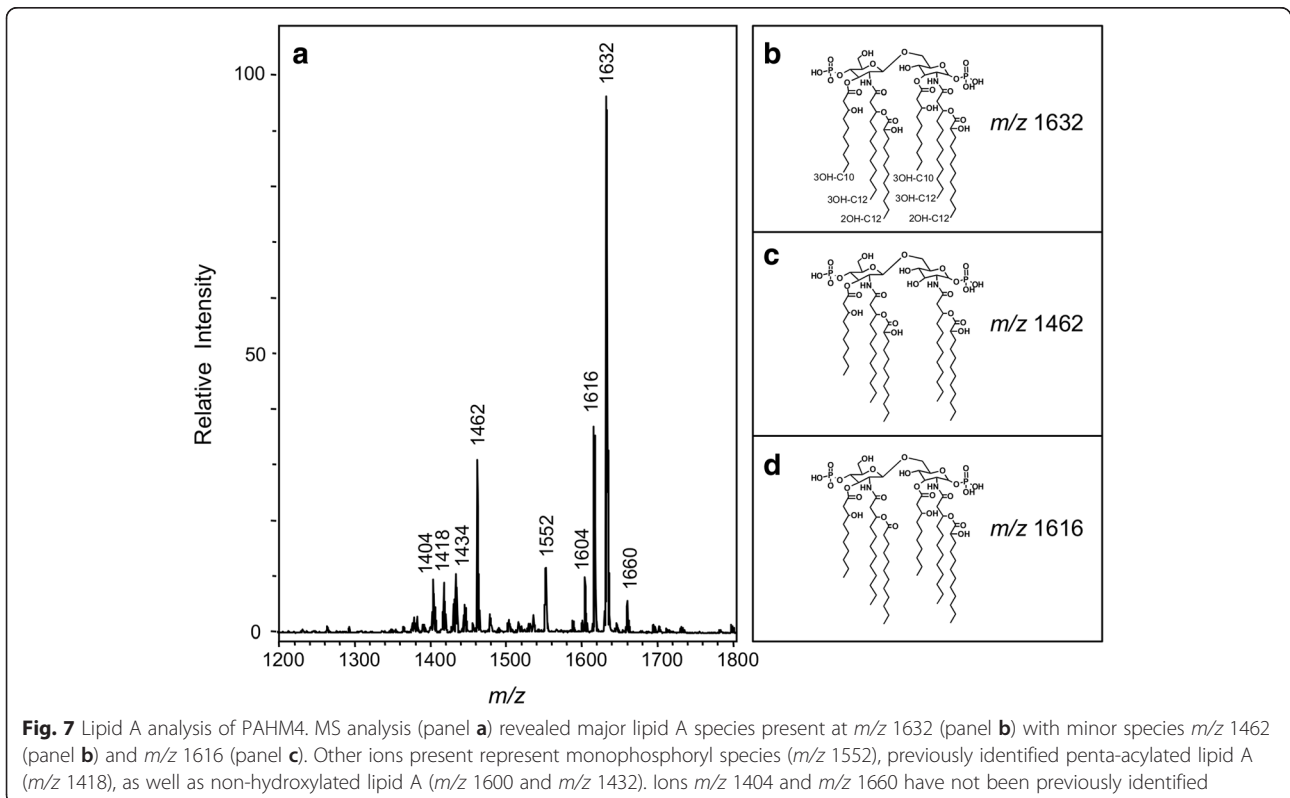 a
100
50
0
Relative Intensity
1404
1418
1434
1462
1552
1604
1616
1632
1660
1200 1300 1400 1500 1600 1700 1800
m/z
b
m/z 1632
3OH-C10
3OH-C10
3OH-C12
3OH-C12
2OH-C12
2OH-C12
c
m/z 1462
d
m/z 1616
Fig. 7 Lipid A analysis of PAHM4. MS analysis (panel a) revealed major lipid A species present at m/z 1632 (panel b) with minor species m/z 1462
(panel b) and m/z 1616 (panel c). Other ions present represent monophosphoryl species (m/z 1552), previously identified penta-acylated lipid A
(m/z 1418), as well as non-hydroxylated lipid A (m/z 1600 and m/z 1432). Ions m/z 1404 and m/z 1660 have not been previously identified